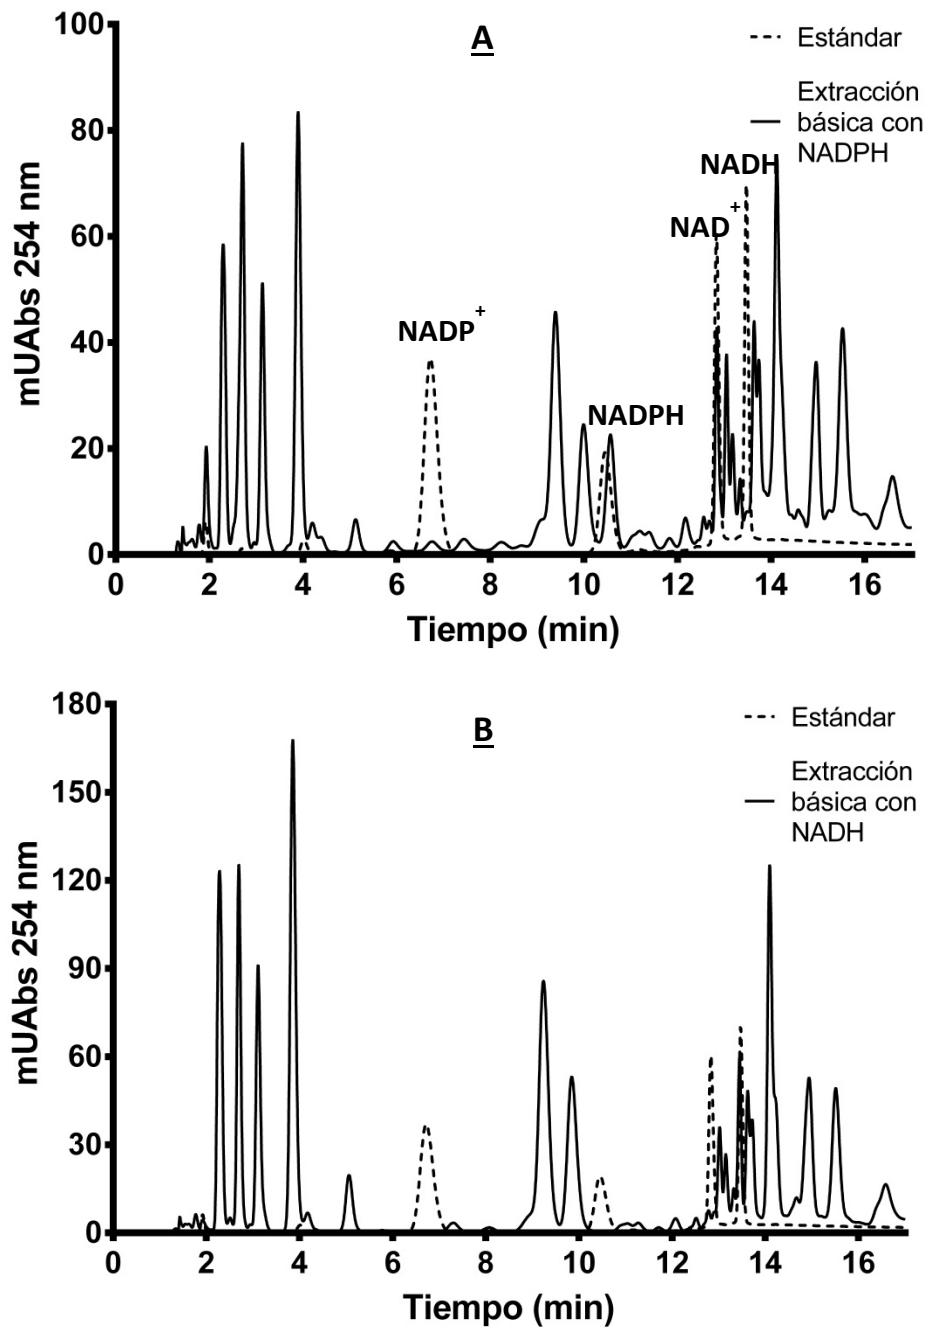 A
Estándar
Extracción
básica con
NADPH
100
80
60
40
20
0
mUAbs 254 nm
NADP+
NADPH
NAD+
NADH
0 2 4 6 8 10 12 14 16
Tiempo (min)
B
Estándar
Extracción
básica con
NADH
180
150
120
90
60
30
0
mUAbs 254 nm
0 2 4 6 8 10 12 14 16
Tiempo (min)